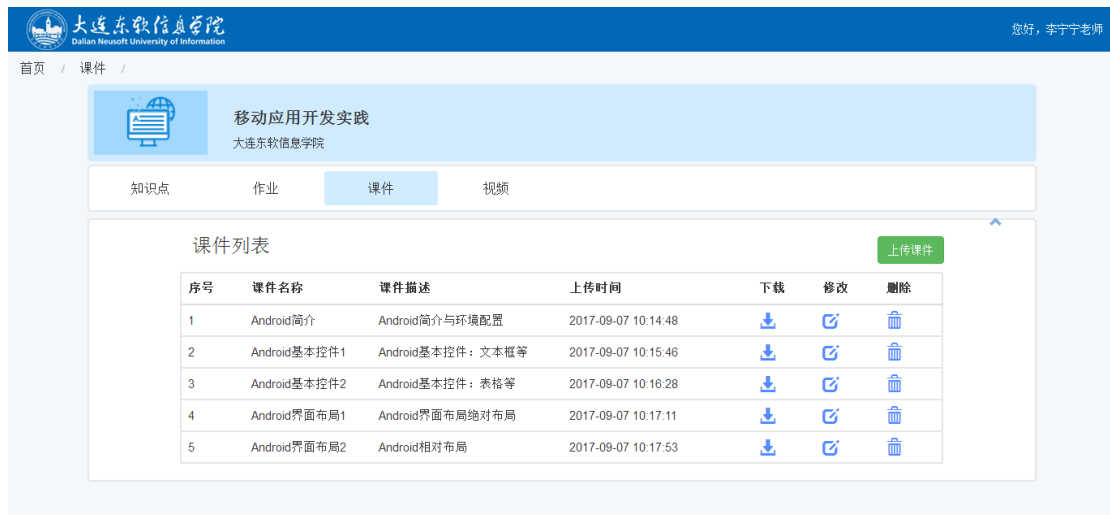 大连东软信息学院
Dalian Neusoft University of Information
您好，李宁宁老师
首页 / 课件 /
移动应用开发实践
大连东软信息学院
知识点 作业 课件 视频
课件列表
上传课件
序号 课件名称 课件描述 上传时间 下载 修改 删除
1 Android简介 Android简介与环境配置 2017-09-07 10:14:48
2 Android基本控件1 Android基本控件：文本框等 2017-09-07 10:15:46
3 Android基本控件2 Android基本控件：表格等 2017-09-07 10:16:28
4 Android界面布局1 Android界面布局绝对布局 2017-09-07 10:17:11
5 Android界面布局2 Android相对布局 2017-09-07 10:17:53